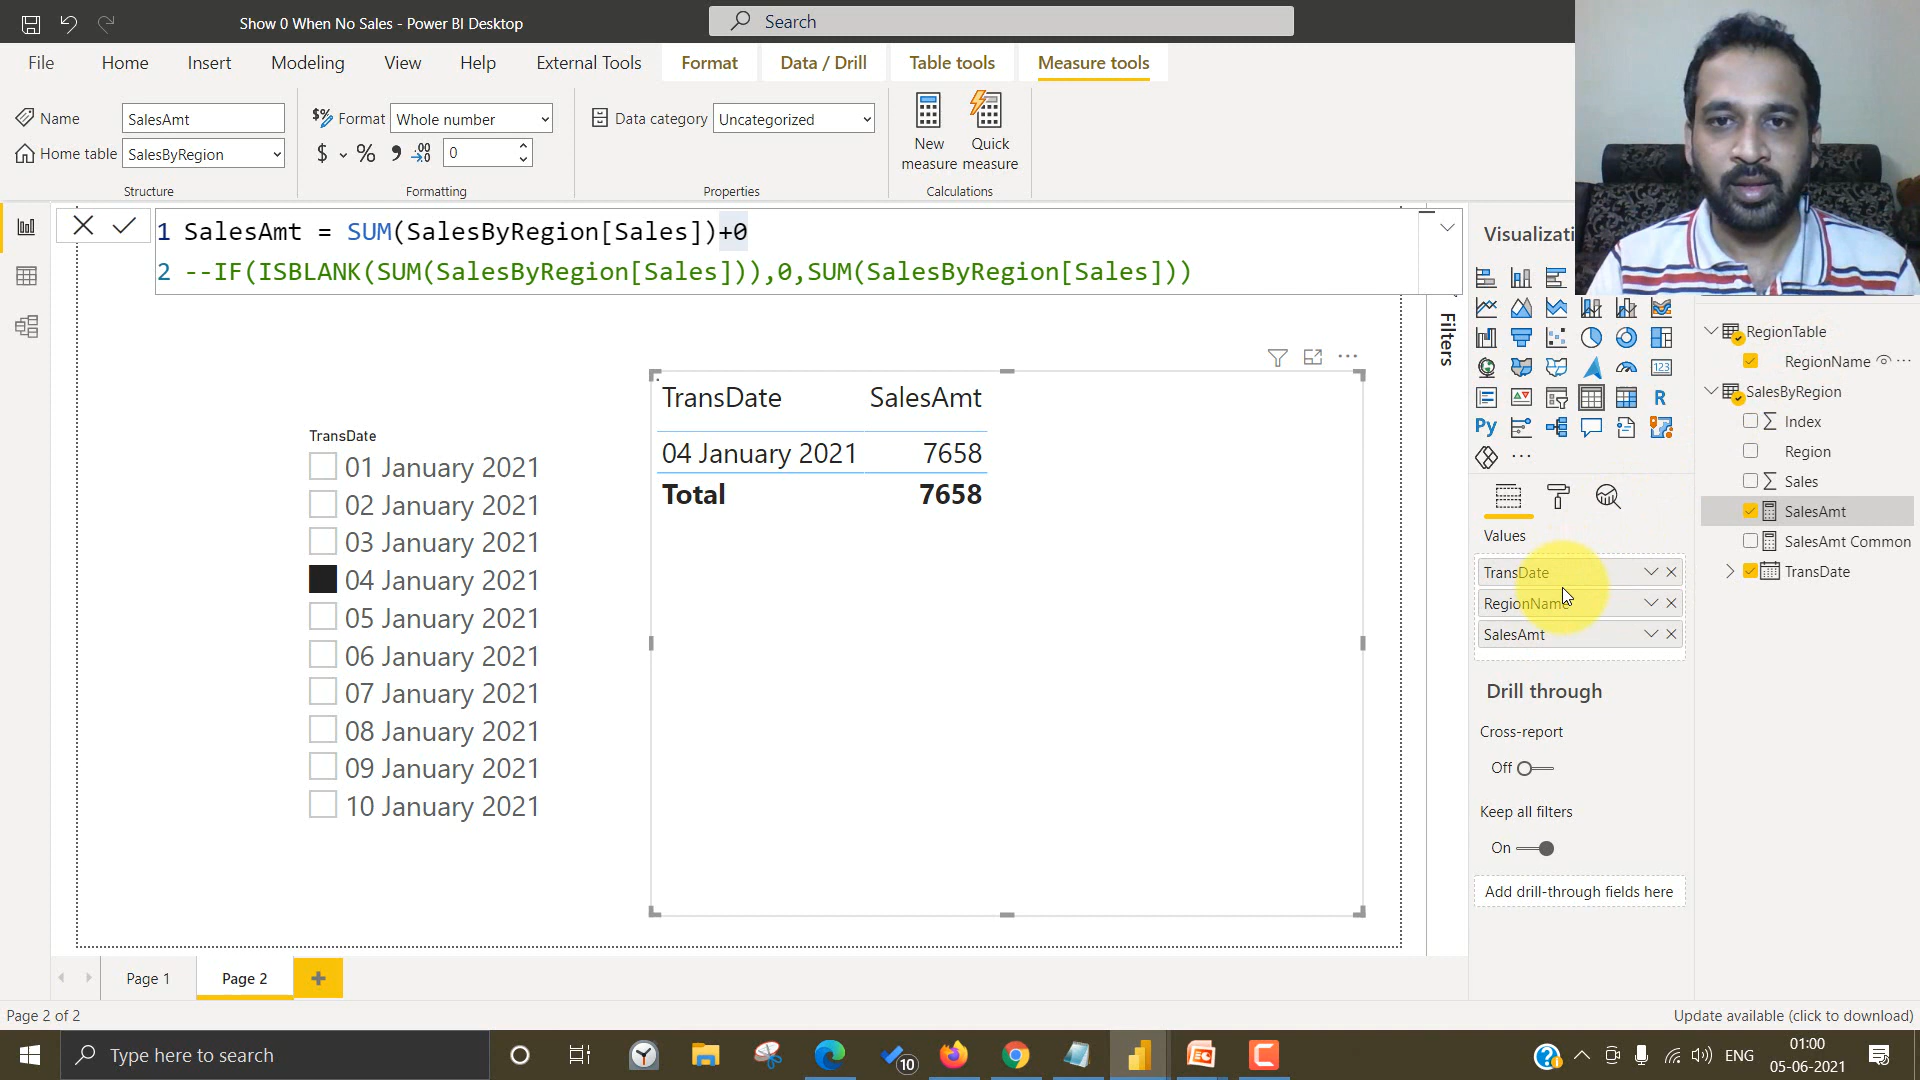 Show 0 When No Sales - Power BI Desktop
Search
File Home Insert Modeling View Help External Tools Format Data / Drill Table tools Measure tools
Name SalesAmt
Home table SalesByRegion
Structure
$% Format Whole number
$ % 9 .00 0
Formatting
Data category Uncategorized
Properties
New measure
Quick measure
Calculations
1 SalesAmt = SUM(SalesByRegion[Sales])+0
2 --IF(ISBLANK(SUM(SalesByRegion[Sales])),0,SUM(SalesByRegion[Sales]))
TransDate
01 January 2021
02 January 2021
03 January 2021
04 January 2021
05 January 2021
06 January 2021
07 January 2021
08 January 2021
09 January 2021
10 January 2021
TransDate SalesAmt
04 January 2021 7658
Total 7658
Filters
Visualizati
R
Py
Values
TransDate
RegionName
SalesAmt
Drill through
Cross-report
Off
Keep all filters
On
Add drill-through fields here
RegionTable
RegionName
SalesByRegion
Index
Region
Sales
SalesAmt
SalesAmt Common
TransDate
Page 1 Page 2 +
Page 2 of 2
Update available (click to download)
Type here to search
10
ENG
01:00
05-06-2021